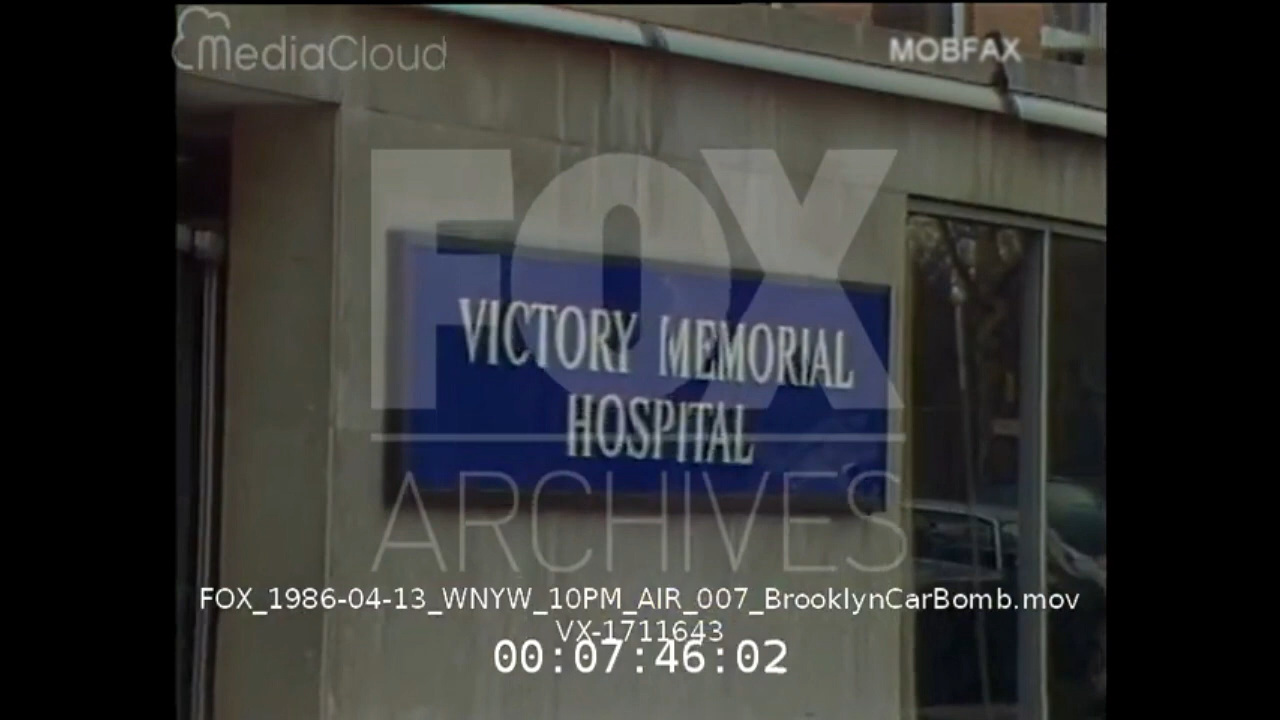 MediaCloud
MOBFAX
FOX
VICTORY MEMORIAL
HOSPITAL
ARCHIVES
FOX_1986-04-13_WNYW_10PM_AIR_007_BrooklynCarBomb.mov
VX-1711643
00:07:46:02